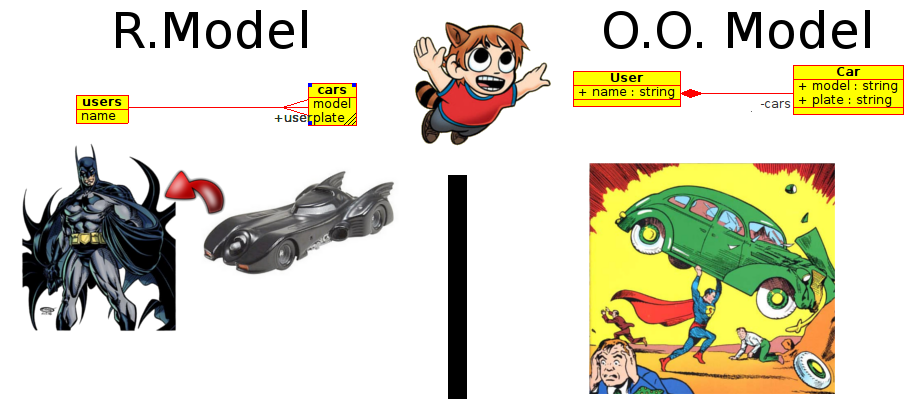 R.Model
O.O. Model
users
name
cars
model
plate
+user
User
+ name : string
Car
+ model : string
+ plate : string
-cars
S